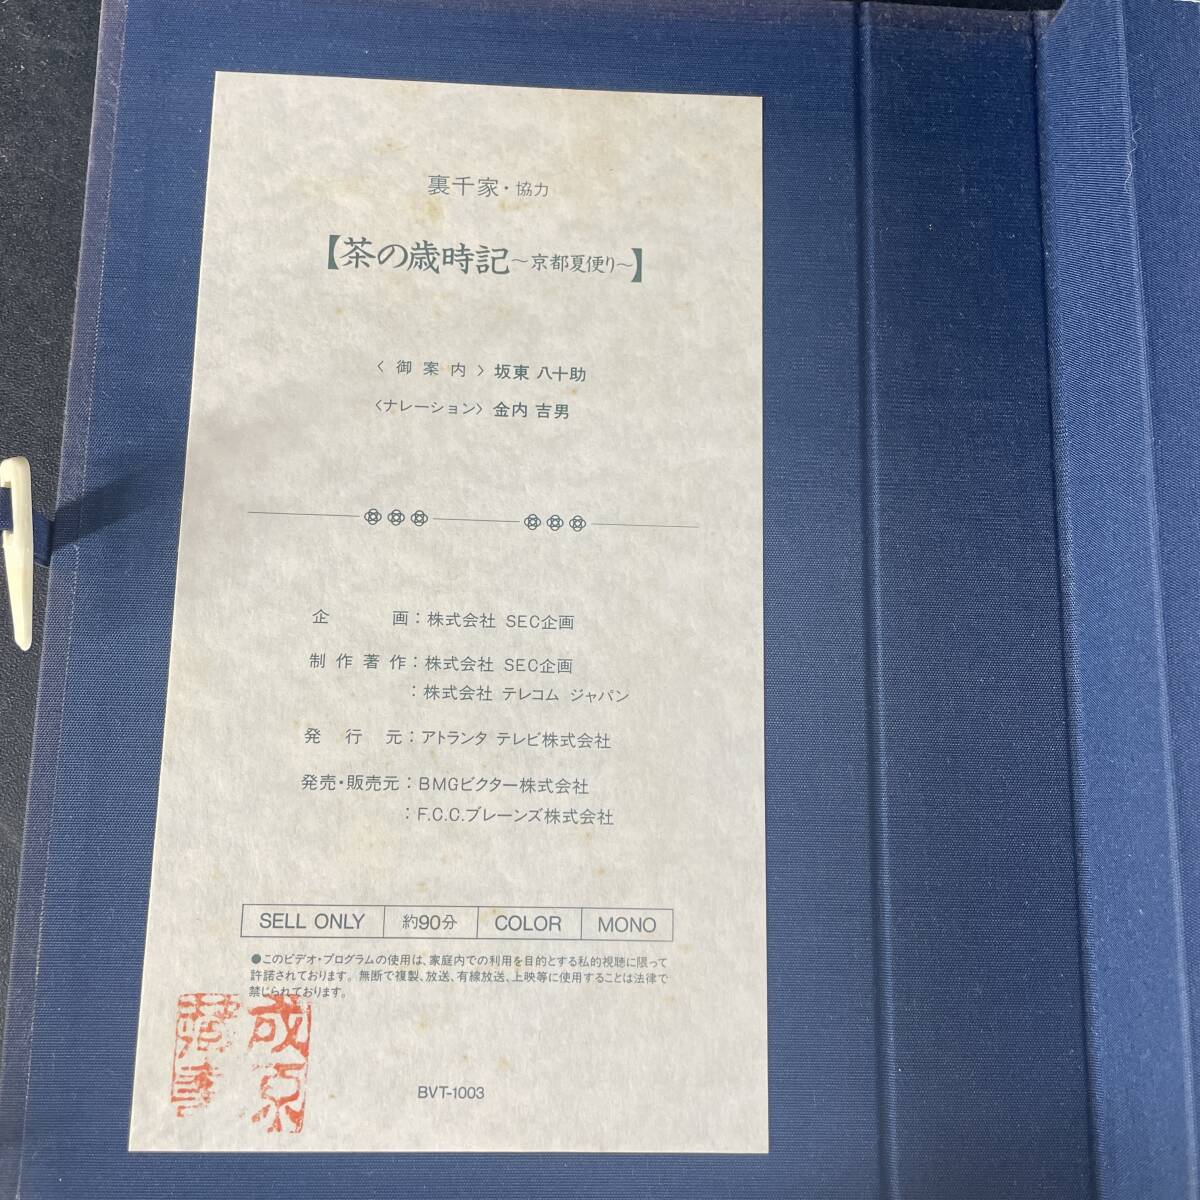 裏千家・協力
【茶の歳時記～京都夏便り～】
〈 御 案 内 〉 坂東 八十助
〈ナレーション〉 金内 吉男
企 画：株式会社 SEC企画
制 作 著 作：株式会社 SEC企画
：株式会社 テレコム ジャパン
発 行 元：アトランタ テレビ株式会社
発売・販売元：BMGビクター株式会社
：F.C.C.ブレーンズ株式会社
SELL ONLY 約90分 COLOR MONO
●このビデオ・プログラムの使用は、家庭内での利用を目的とする私的視聴に限って
許諾されております。無断で複製、放送、有線放送、上映等に使用することは法律で
禁じられております。
BVT-1003